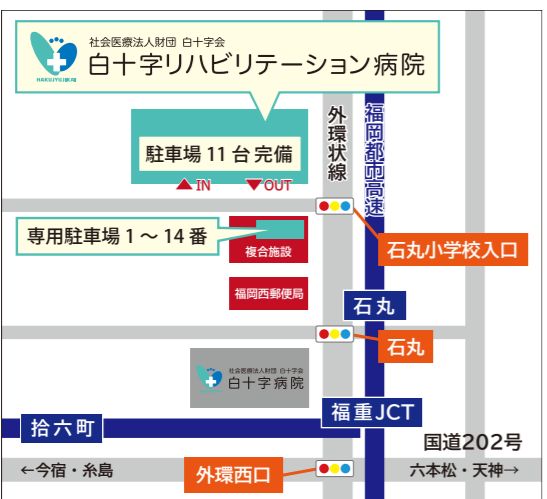 社会医療法人財団 白十字会
白十字リハビリテーション病院
HAKUJYUJI
駐車場11台完備
▲IN ▼OUT
外環状線
福岡都市高速
専用駐車場1～14番
複合施設
石丸小学校入口
福岡西郵便局
石丸
石丸
社会医療法人財団 白十字会
白十字病院
福重JCT
拾六町
国道202号
←今宿・糸島
外環西口
六本松・天神→